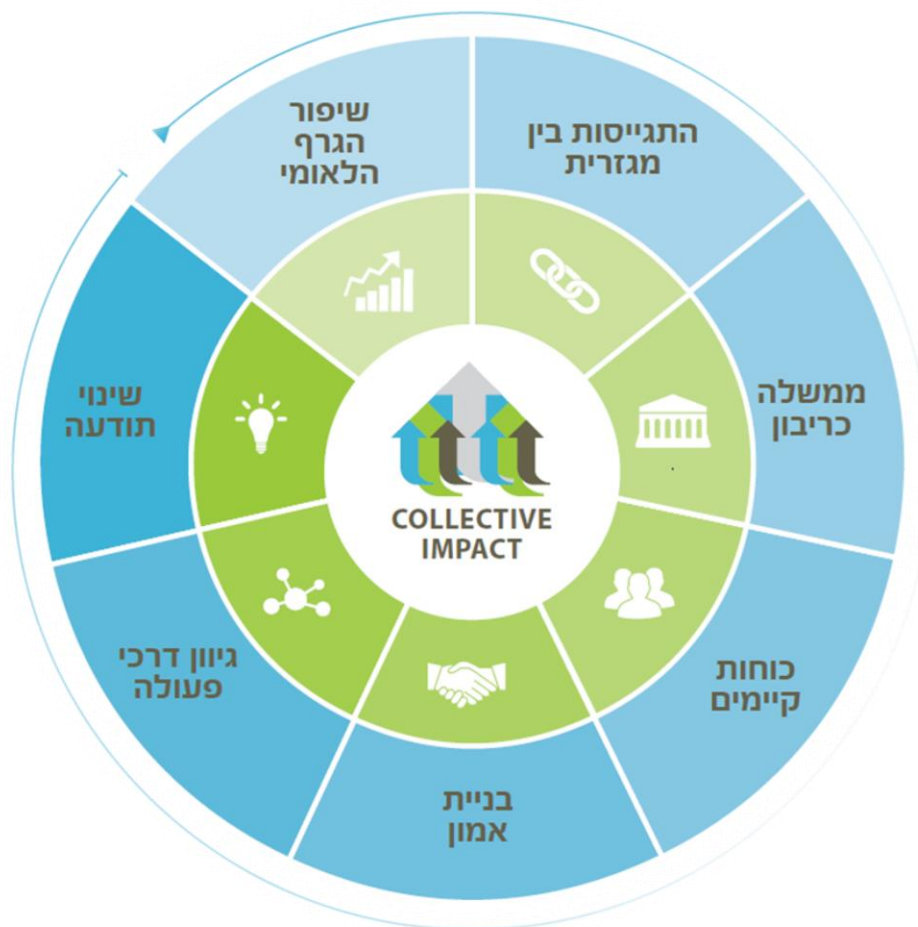 שיפור
הגרף
הלאומי
התגייסות בין
מגזרית
ממשלה
כריבון
כוחות
קיימים
בניית
אמון
גיוון דרכי
פעולה
שינוי
תודעה
COLLECTIVE
IMPACT